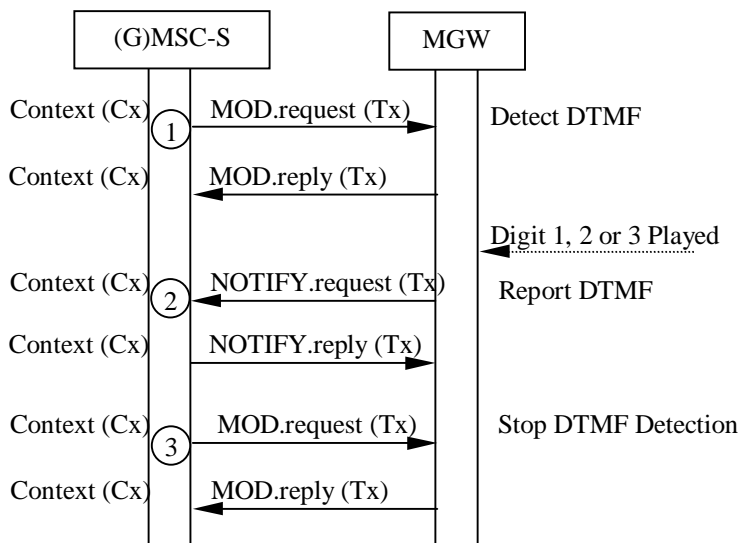 (G)MSC-S MGW
Context (Cx) 1 MOD.request (Tx) Detect DTMF
Context (Cx) MOD.reply (Tx)
Digit 1, 2 or 3 Played
Context (Cx) 2 NOTIFY.request (Tx) Report DTMF
Context (Cx) NOTIFY.reply (Tx)
Context (Cx) 3 MOD.request (Tx) Stop DTMF Detection
Context (Cx) MOD.reply (Tx)